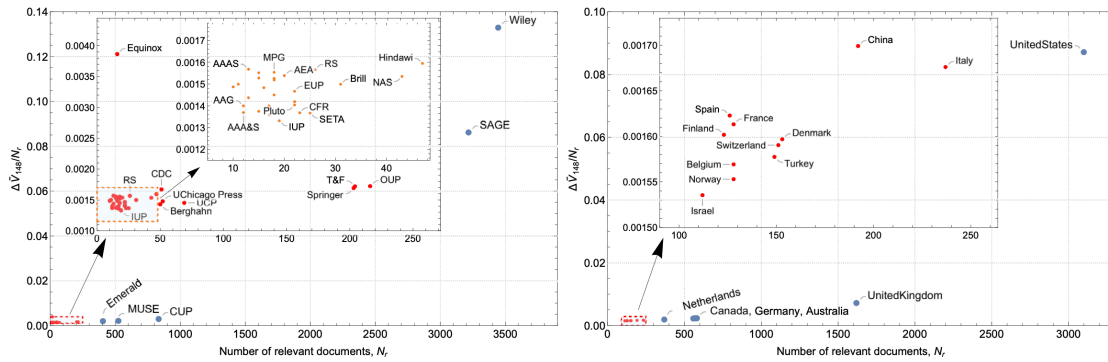 0.14
0.12
0.10
0.08
0.06
0.04
0.02
0.00
Δṽ₁₄₈/Nᵣ
0
500
1000
1500
2000
2500
3000
3500
Number of relevant documents, Nᵣ
Wiley
SAGE
Emerald
MUSE
CUP
0.0040
0.0035
0.0030
0.0025
0.0020
0.0015
0.0010
0
50
100
150
200
250
Equinox
RS
CDC
UChicago Press
UCP
IUP
Berghahn
T&F
Springer
OUP
0.0017
0.0016
0.0015
0.0014
0.0013
0.0012
10
20
30
40
AAAS
MPG
AEA
RS
Hindawi
NAS
Brill
EUP
AAG
Pluto
CFR
AAA&S
IUP
SETA
0.10
0.08
0.06
0.04
0.02
0.00
Δṽ₁₄₈/Nᵣ
0
500
1000
1500
2000
2500
3000
Number of relevant documents, Nᵣ
UnitedStates
UnitedKingdom
Netherlands
Canada, Germany, Australia
0.00170
0.00165
0.00160
0.00155
0.00150
100
150
200
250
China
Italy
Spain
France
Finland
Denmark
Switzerland
Belgium
Turkey
Norway
Israel